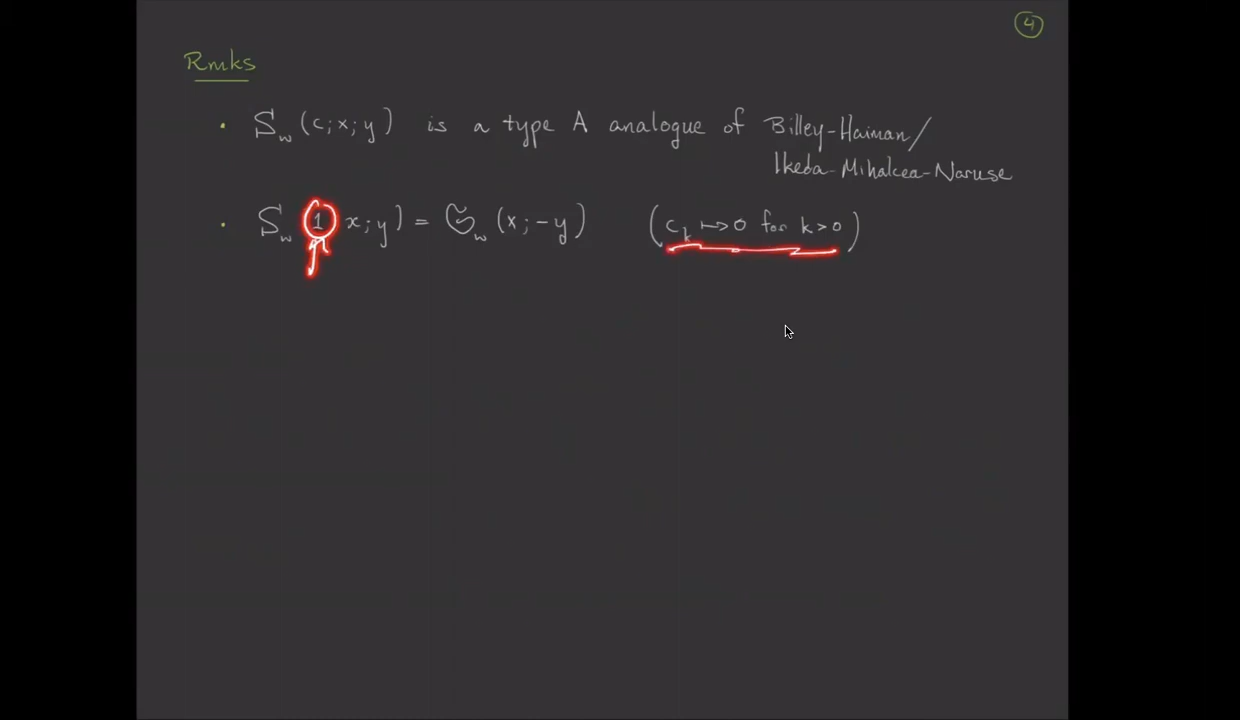 ④
Rmks
• S_w (c; x; y) is a type A analogue of Billey-Haiman/
Ikeda-Mihalcea-Naruse
• S_w (1; x; y) = 𝔖_w (x; -y) (c_k ↦ 0 for k > 0)